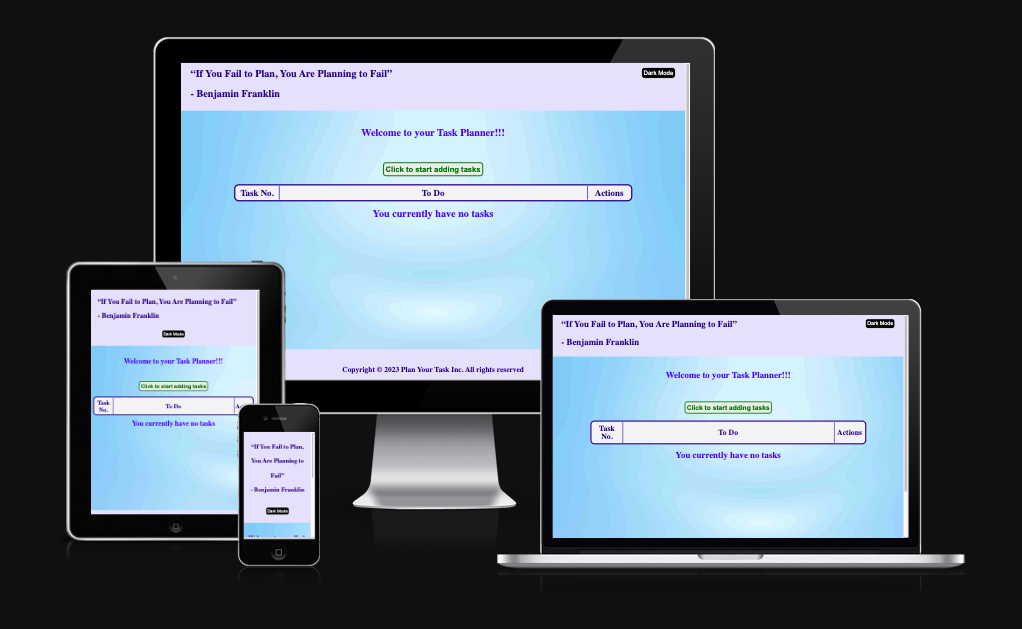 “If You Fail to Plan, You Are Planning to Fail”
- Benjamin Franklin
Dark Mode
Welcome to your Task Planner!!!
Click to start adding tasks
Task No. To Do Actions
You currently have no tasks
Copyright © 2023 Plan Your Task Inc. All rights reserved
“If You Fail to Plan, You Are Planning to Fail”
- Benjamin Franklin
Dark Mode
Welcome to your Task Planner!!!
Click to start adding tasks
Task
No.
To Do
You currently have no tasks
“If You Fail to Plan,
You Are Planning to
Fail”
- Benjamin Franklin
Dark Mode
“If You Fail to Plan, You Are Planning to Fail”
- Benjamin Franklin
Dark Mode
Welcome to your Task Planner!!!
Click to start adding tasks
Task
No.
To Do
Actions
You currently have no tasks